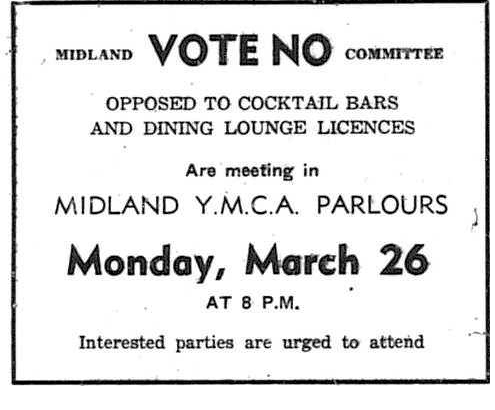 MIDLAND VOTE NO COMMITTEE
OPPOSED TO COCKTAIL BARS
AND DINING LOUNGE LICENCES
Are meeting in
MIDLAND Y.M.C.A. PARLOURS
Monday, March 26
AT 8 P.M.
Interested parties are urged to attend